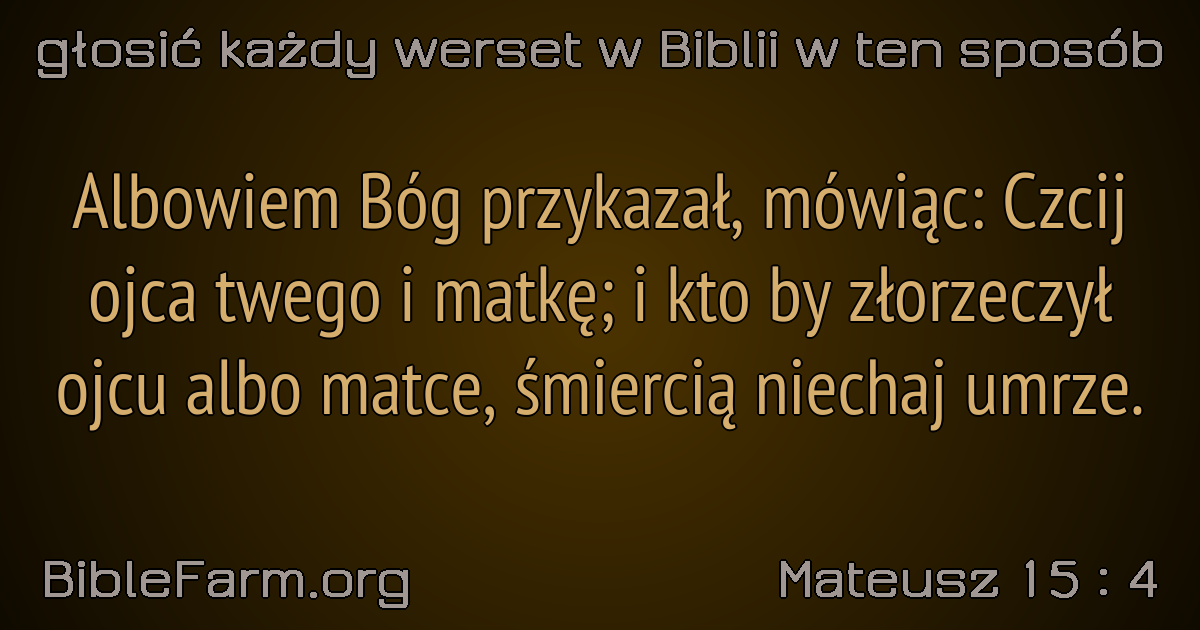 głosić każdy werset w Biblii w ten sposób
Albowiem Bóg przykazał, mówiąc: Czcij
ojca twego i matkę; i kto by złorzeczył
ojcu albo matce, śmiercią niechaj umrze.
BibleFarm.org
Mateusz 15 : 4